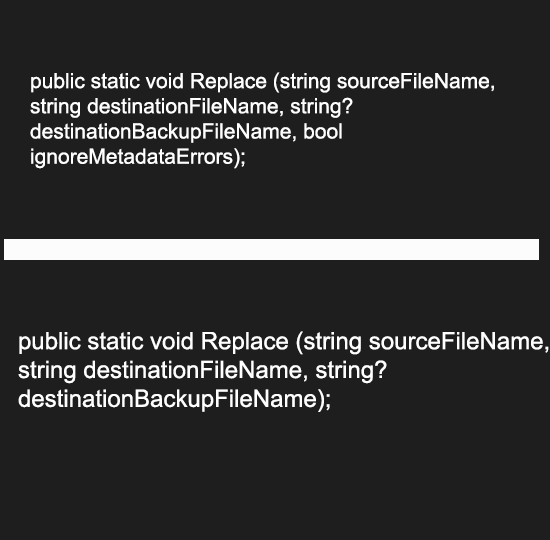 public static void Replace (string sourceFileName,
string destinationFileName, string?
destinationBackupFileName, bool
ignoreMetadataErrors);
public static void Replace (string sourceFileName,
string destinationFileName, string?
destinationBackupFileName);